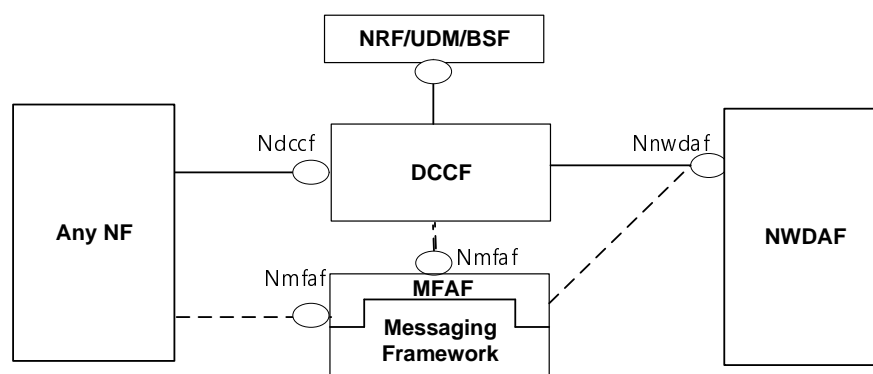 NRF/UDM/BSF
Ndccf
Nnwdaf
DCCF
Any NF
NWDAF
Nmfaf
Nmfaf
MFAF
Messaging
Framework